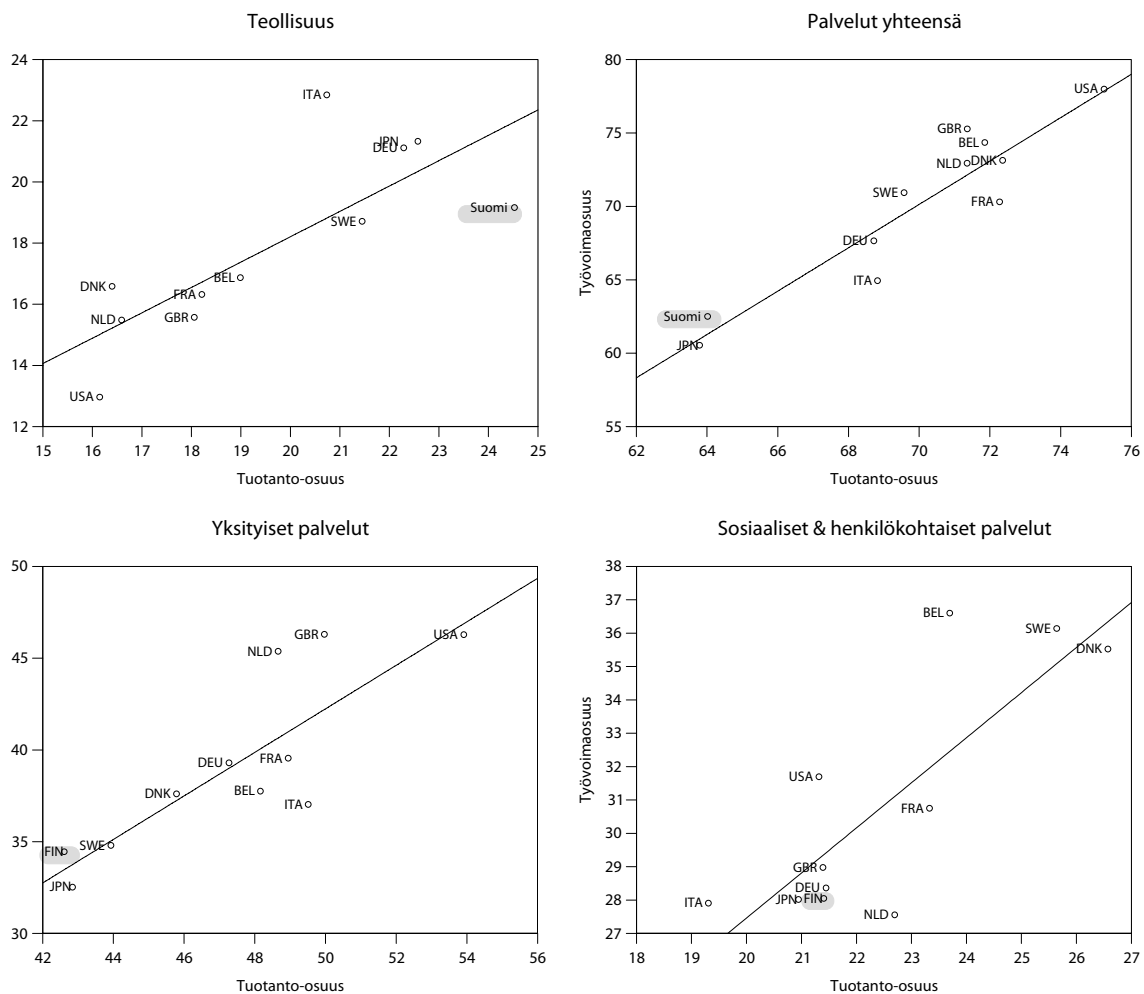 Teollisuus
24
22
20
18
16
14
12
ITA
JPN
DEU
Suomi
SWE
DNK
BEL
FRA
NLD
GBR
USA
15 16 17 18 19 20 21 22 23 24 25
Tuotanto-osuus
Palvelut yhteensä
Työvoimaosuus
80
75
70
65
60
55
USA
GBR
BEL
NLD
DNK
SWE
FRA
DEU
ITA
Suomi
JPN
62 64 66 68 70 72 74 76
Tuotanto-osuus
Yksityiset palvelut
50
45
40
35
30
GBR
USA
NLD
DEU
FRA
DNK
BEL
ITA
FIN
SWE
JPN
42 44 46 48 50 52 54 56
Tuotanto-osuus
Sosiaaliset & henkilökohtaiset palvelut
Työvoimaosuus
38
37
36
35
34
33
32
31
30
29
28
27
BEL
SWE
DNK
USA
FRA
GBR
DEU
ITA
JPN
FIN
NLD
18 19 20 21 22 23 24 25 26 27
Tuotanto-osuus